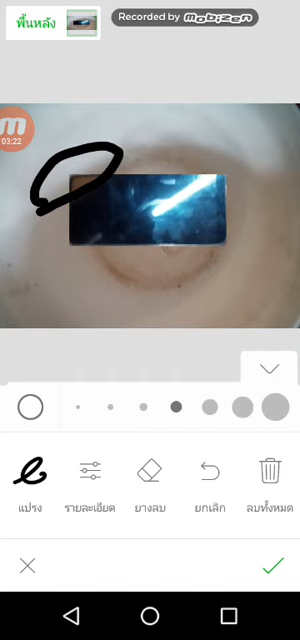 พื้นหลัง
Recorded by mobizen
03:22
แปรง
รายละเอียด
ยางลบ
ยกเลิก
ลบทั้งหมด